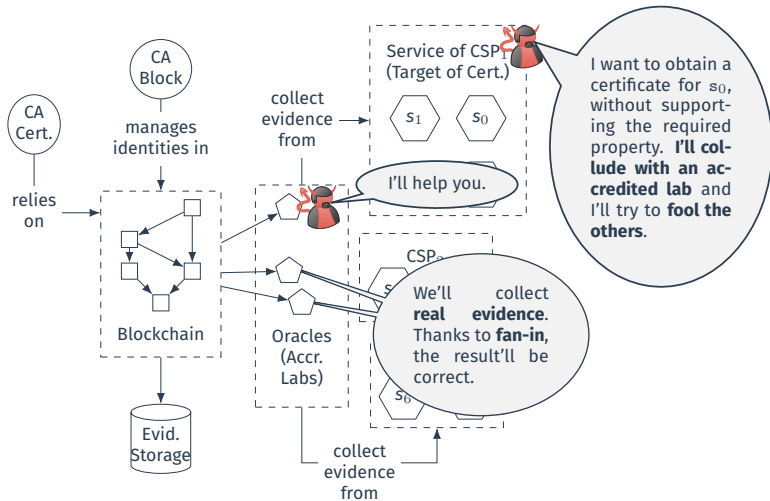 CA
Block
CA
Cert.
manages
identities in
relies
on
Blockchain
Evid.
Storage
collect
evidence
from
Service of CSP1
(Target of Cert.)
s1
s0
I'll help you.
I want to obtain a
certificate for s0,
without support-
ing the required
property. I'll col-
lude with an ac-
credited lab and
I'll try to fool the
others.
Oracles
(Accr.
Labs)
We'll collect
real evidence.
Thanks to fan-in,
the result'll be
correct.
s6
collect
evidence
from